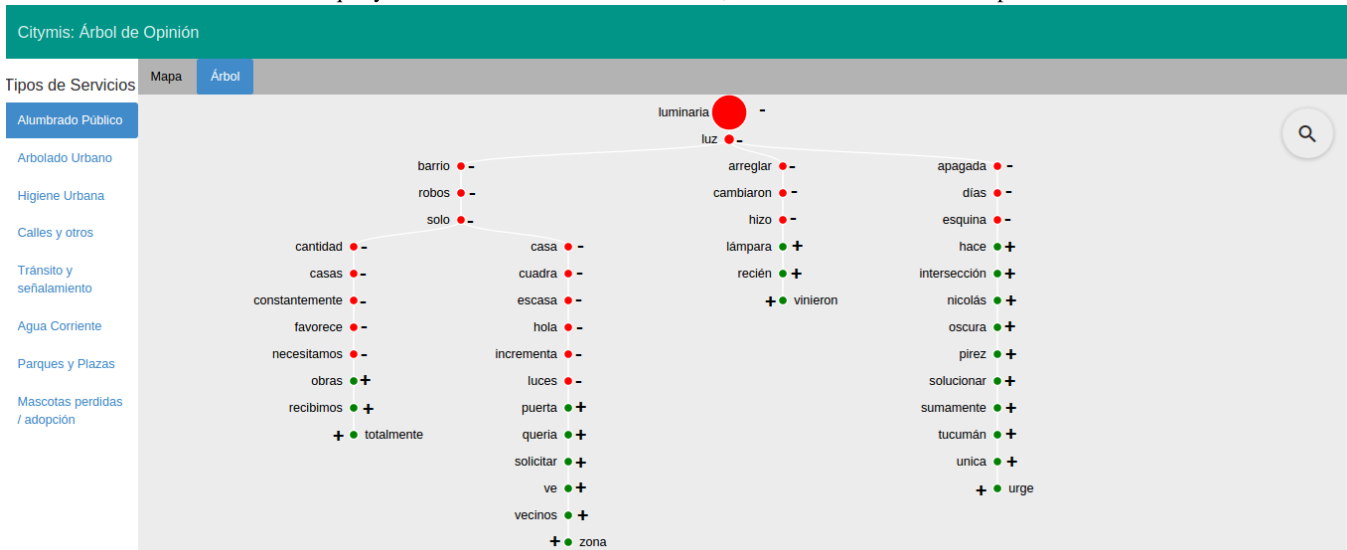 Citymis: Árbol de Opinión
Tipos de Servicios
Mapa Árbol
Alumbrado Público
Arbolado Urbano
Higiene Urbana
Calles y otros
Tránsito y
señalamiento
Agua Corriente
Parques y Plazas
Mascotas perdidas
/ adopción
luminaria -
luz -
barrio -
robos -
solo -
cantidad -
casas -
constantemente -
favorece -
necesitamos -
obras +
recibimos +
+ totalmente
casa -
cuadra -
escasa -
hola -
incrementa -
luces -
puerta +
queria +
solicitar +
ve +
vecinos +
+ zona
arreglar -
cambiaron -
hizo -
lámpara +
recién +
+ vinieron
apagada -
días -
esquina -
hace +
intersección +
nicolás +
oscura +
pirez +
solucionar +
sumamente +
tucumán +
unica +
+ urge